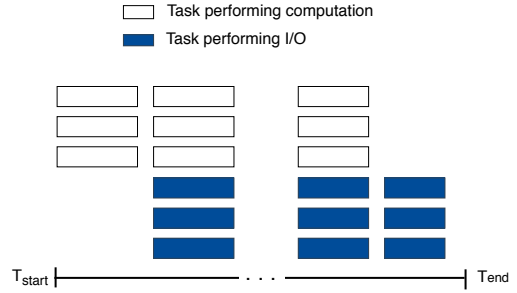 Task performing computation
Task performing I/O
Tstart . . . Tend